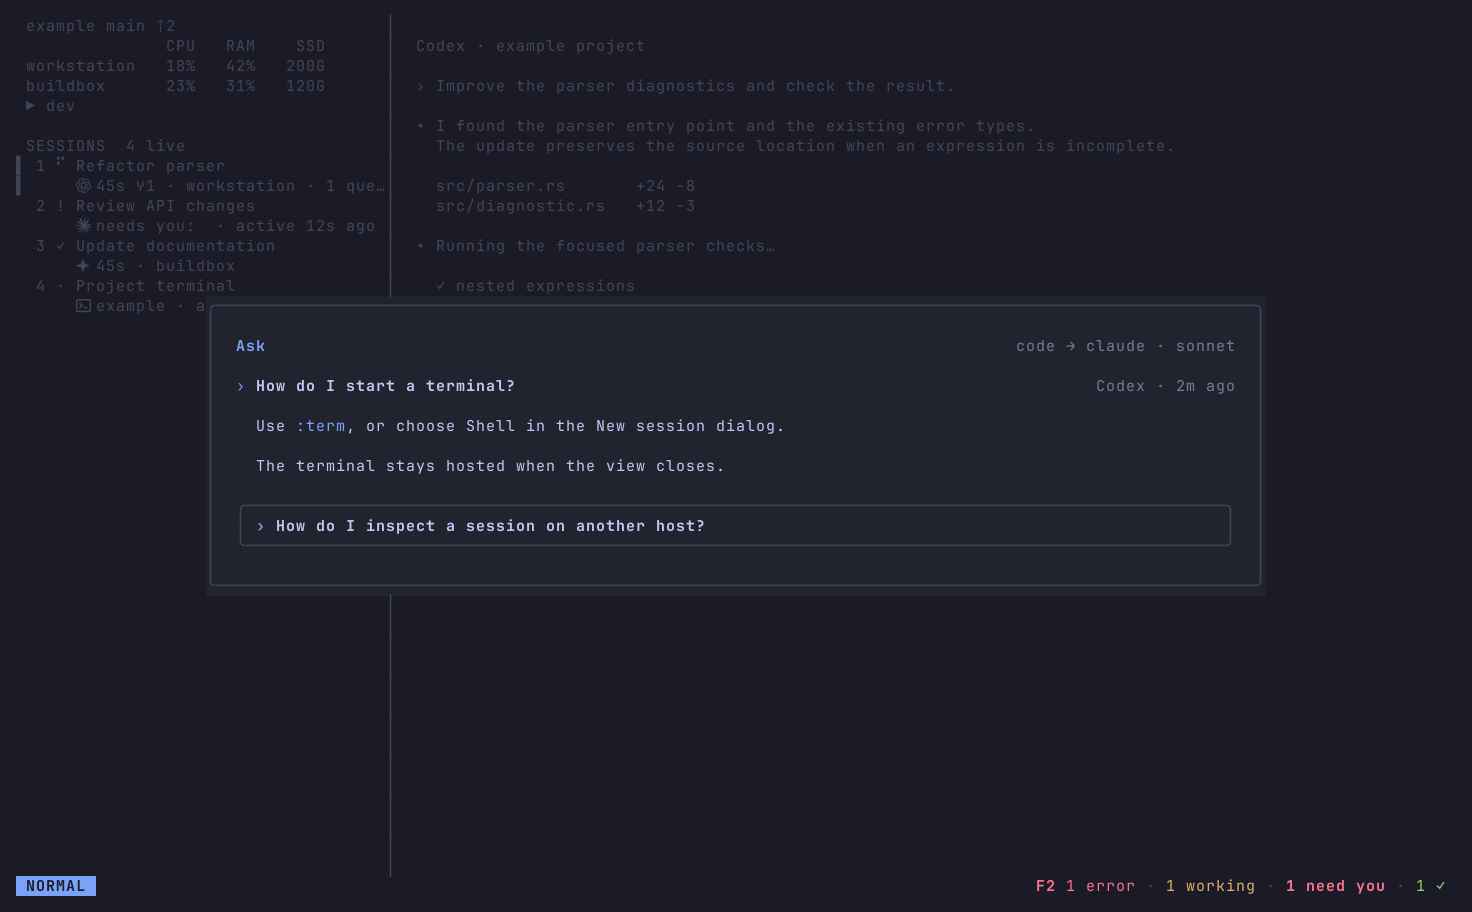 example main ↑2
CPU RAM SSD
workstation 18% 42% 200G
buildbox 23% 31% 120G
▶ dev
SESSIONS 4 live
1 Refactor parser
45s 1 · workstation · 1 que…
2 ! Review API changes
needs you: · active 12s ago
3 ✓ Update documentation
45s · buildbox
4 · Project terminal
example · a
Codex · example project
› Improve the parser diagnostics and check the result.
• I found the parser entry point and the existing error types.
The update preserves the source location when an expression is incomplete.
src/parser.rs +24 -8
src/diagnostic.rs +12 -3
• Running the focused parser checks…
✓ nested expressions
Ask code → claude · sonnet
› How do I start a terminal? Codex · 2m ago
Use :term, or choose Shell in the New session dialog.
The terminal stays hosted when the view closes.
› How do I inspect a session on another host?
NORMAL F2 1 error · 1 working · 1 need you · 1 ✓